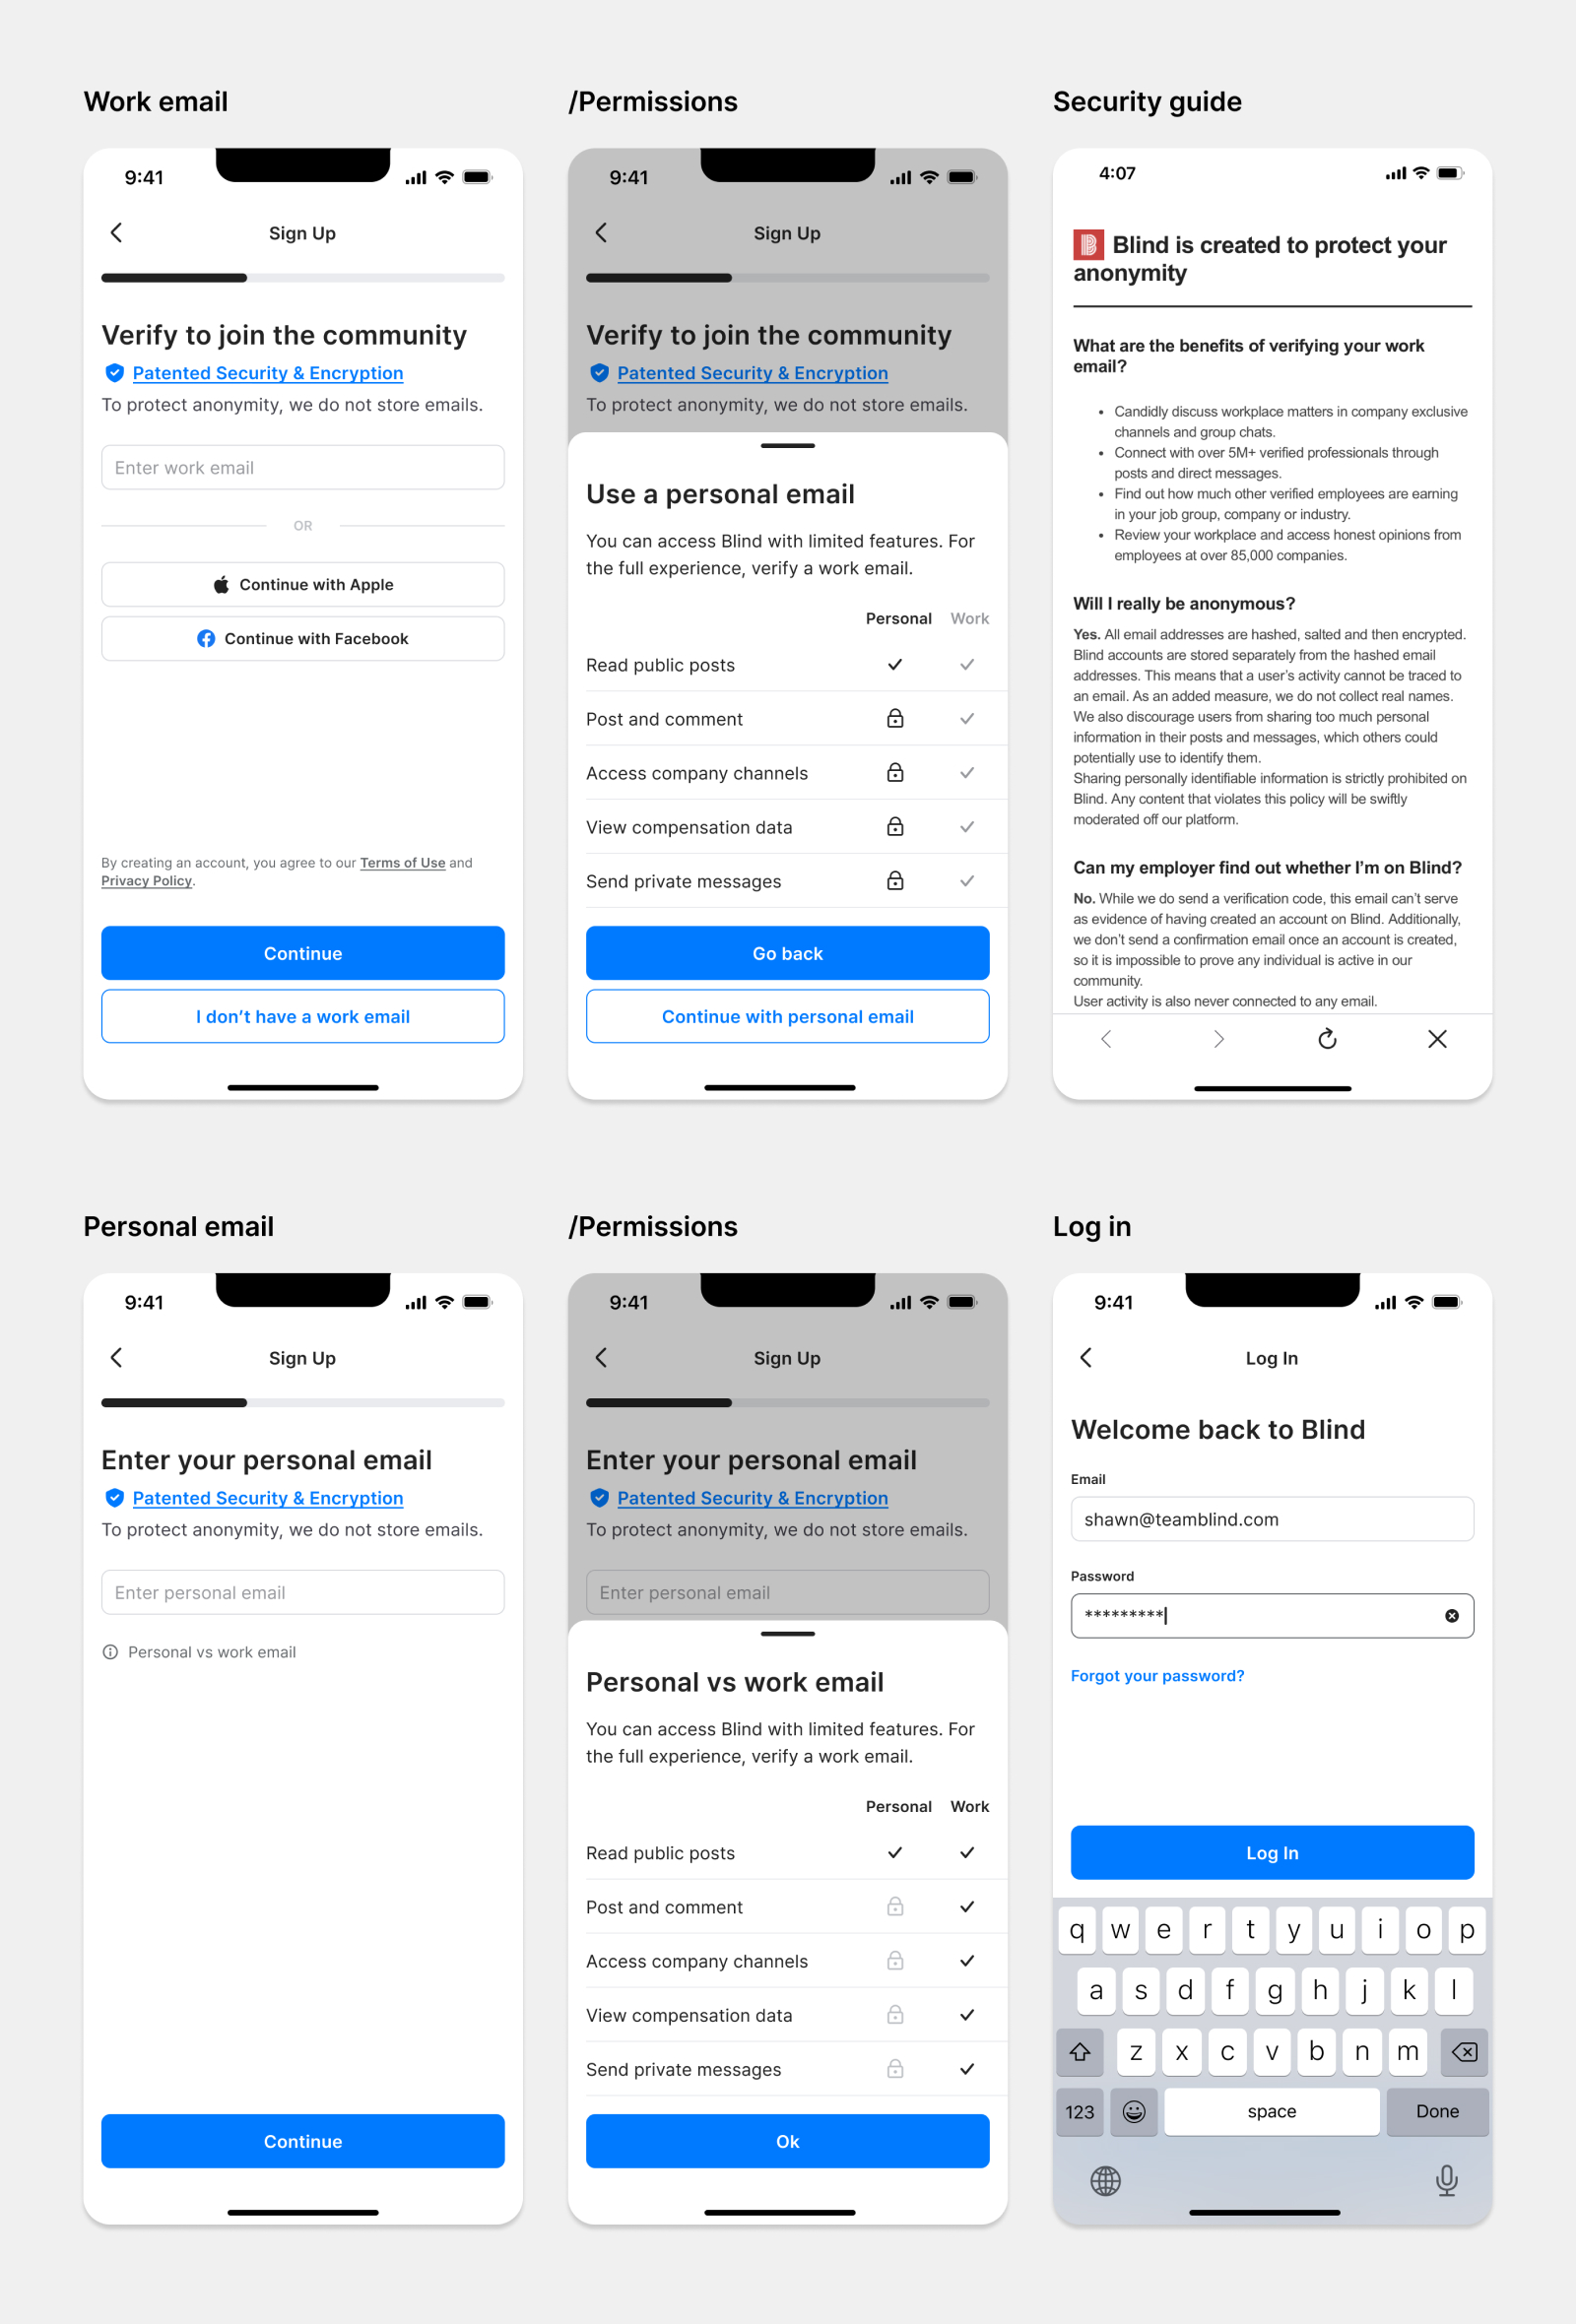 Work email
9:41
Sign Up
Verify to join the community
Patented Security & Encryption
To protect anonymity, we do not store emails.
Enter work email
OR
Continue with Apple
Continue with Facebook
By creating an account, you agree to our Terms of Use and
Privacy Policy.
Continue
I don’t have a work email
/Permissions
9:41
Sign Up
Verify to join the community
Patented Security & Encryption
To protect anonymity, we do not store emails.
Use a personal email
You can access Blind with limited features. For
the full experience, verify a work email.
Personal Work
Read public posts
Post and comment
Access company channels
View compensation data
Send private messages
Go back
Continue with personal email
Security guide
4:07
Blind is created to protect your
anonymity
What are the benefits of verifying your work
email?
• Candidly discuss workplace matters in company exclusive
channels and group chats.
• Connect with over 5M+ verified professionals through
posts and direct messages.
• Find out how much other verified employees are earning
in your job group, company or industry.
• Review your workplace and access honest opinions from
employees at over 85,000 companies.
Will I really be anonymous?
Yes. All email addresses are hashed, salted and then encrypted.
Blind accounts are stored separately from the hashed email
addresses. This means that a user’s activity cannot be traced to
an email. As an added measure, we do not collect real names.
We also discourage users from sharing too much personal
information in their posts and messages, which others could
potentially use to identify them.
Sharing personally identifiable information is strictly prohibited on
Blind. Any content that violates this policy will be swiftly
moderated off our platform.
Can my employer find out whether I’m on Blind?
No. While we do send a verification code, this email can’t serve
as evidence of having created an account on Blind. Additionally,
we don’t send a confirmation email once an account is created,
so it is impossible to prove any individual is active in our
community.
User activity is also never connected to any email.
Personal email
9:41
Sign Up
Enter your personal email
Patented Security & Encryption
To protect anonymity, we do not store emails.
Enter personal email
Personal vs work email
Continue
/Permissions
9:41
Sign Up
Enter your personal email
Patented Security & Encryption
To protect anonymity, we do not store emails.
Enter personal email
Personal vs work email
You can access Blind with limited features. For
the full experience, verify a work email.
Personal Work
Read public posts
Post and comment
Access company channels
View compensation data
Send private messages
Ok
Log in
9:41
Log In
Welcome back to Blind
Email
shawn@teamblind.com
Password
*********
Forgot your password?
Log In
q w e r t y u i o p
a s d f g h j k l
z x c v b n m
123 space Done